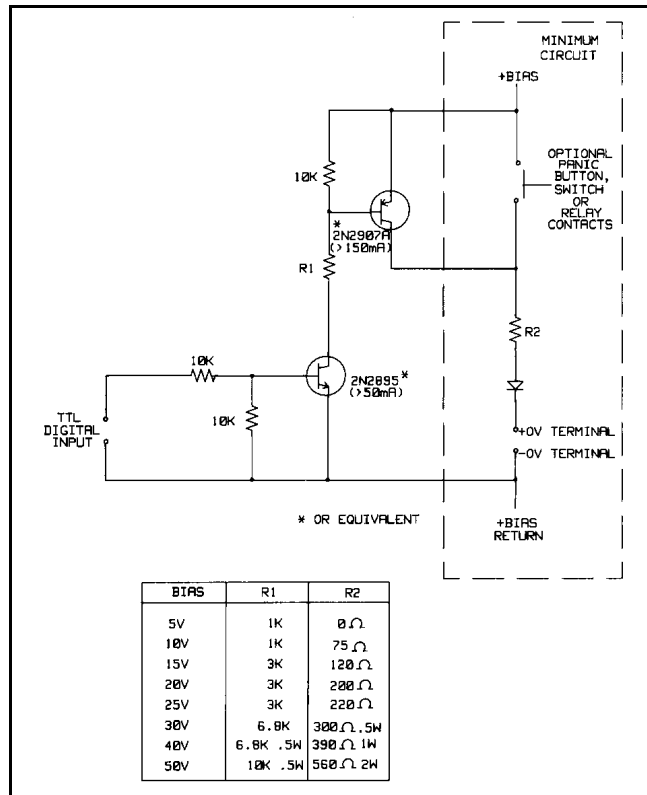 MINIMUM
CIRCUIT
+BIAS
OPTIONAL
PANIC
BUTTON,
SWITCH
OR
RELAY
CONTACTS
10K
*
2N2907A
(>150mA)
R1
R2
10K
2N2895*
(>50mA)
10K
TTL
DIGITAL
INPUT
+OV TERMINAL
-OV TERMINAL
* OR EQUIVALENT
+BIAS
RETURN
BIAS R1 R2
5V 1K 0Ω
10V 1K 75Ω
15V 3K 120Ω
20V 3K 200Ω
25V 3K 220Ω
30V 6.8K 300Ω .5W
40V 6.8K .5W 390Ω 1W
50V 10K .5W 560Ω 2W